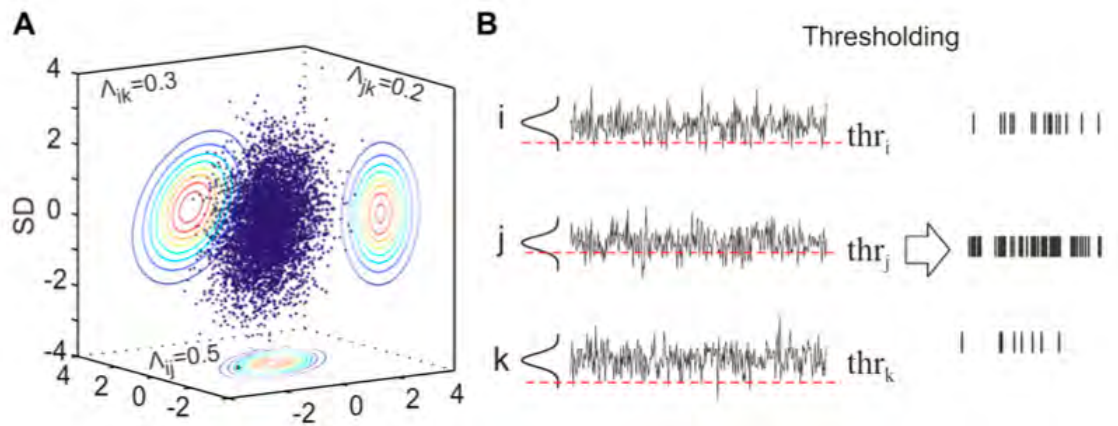 A
B
Thresholding
4
2
0
-2
-4
SD
Λik=0.3
Λjk=0.2
Λij=0.5
4
2
0
-2
-2
0
2
4
i
thri
j
thrj
k
thrk